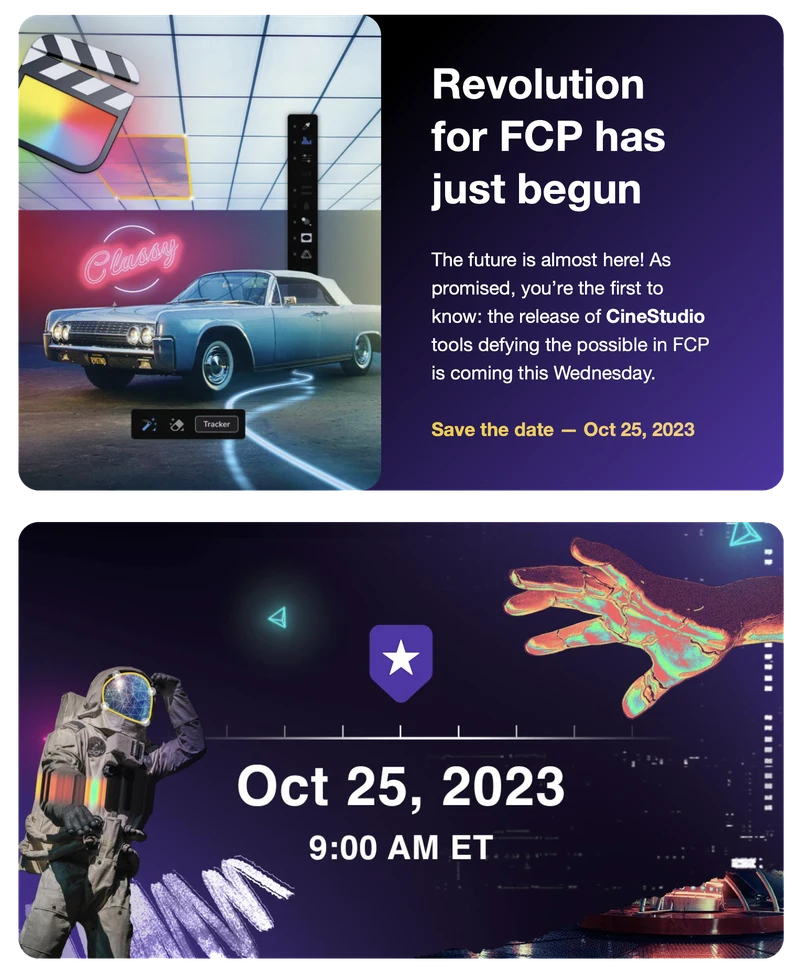 Revolution
for FCP has
just begun
Classy
The future is almost here! As
promised, you’re the first to
know: the release of CineStudio
tools defying the possible in FCP
is coming this Wednesday.
Tracker
Save the date — Oct 25, 2023
Oct 25, 2023
9:00 AM ET